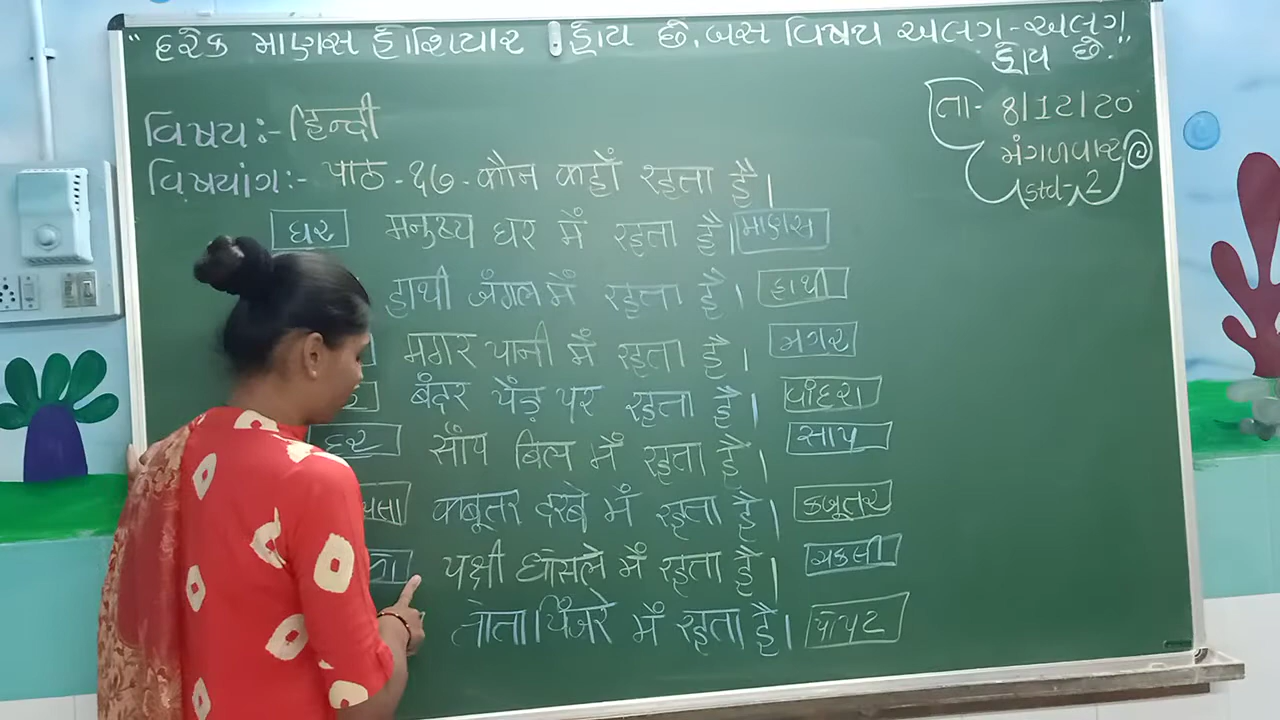 "દરેક માણસ હોશિયાર હોય છે, બસ વિષય અલગ-અલગ
હોય છે."
તા- 8/12/20
મંગળવાર
std-2
વિષય:- हिन्दी
વિષયાંગ:- पाठ-१७- कौन कहाँ रहता है।
ઘર मनुष्य घर में रहता है। માણસ
हाथी जंगल में रहता है। હાથી
मगर पानी में रहता है। મગર
बंदर पेंड़ पर रहता है। વાંદરા
દર साँप बिल में रहता है। સાપ
कबूतर दरबे में रहता है। કબૂતર
पक्षी घोंसले में रहता है। ચકલી
तोता पिंजरे में रहता है। પોપટ